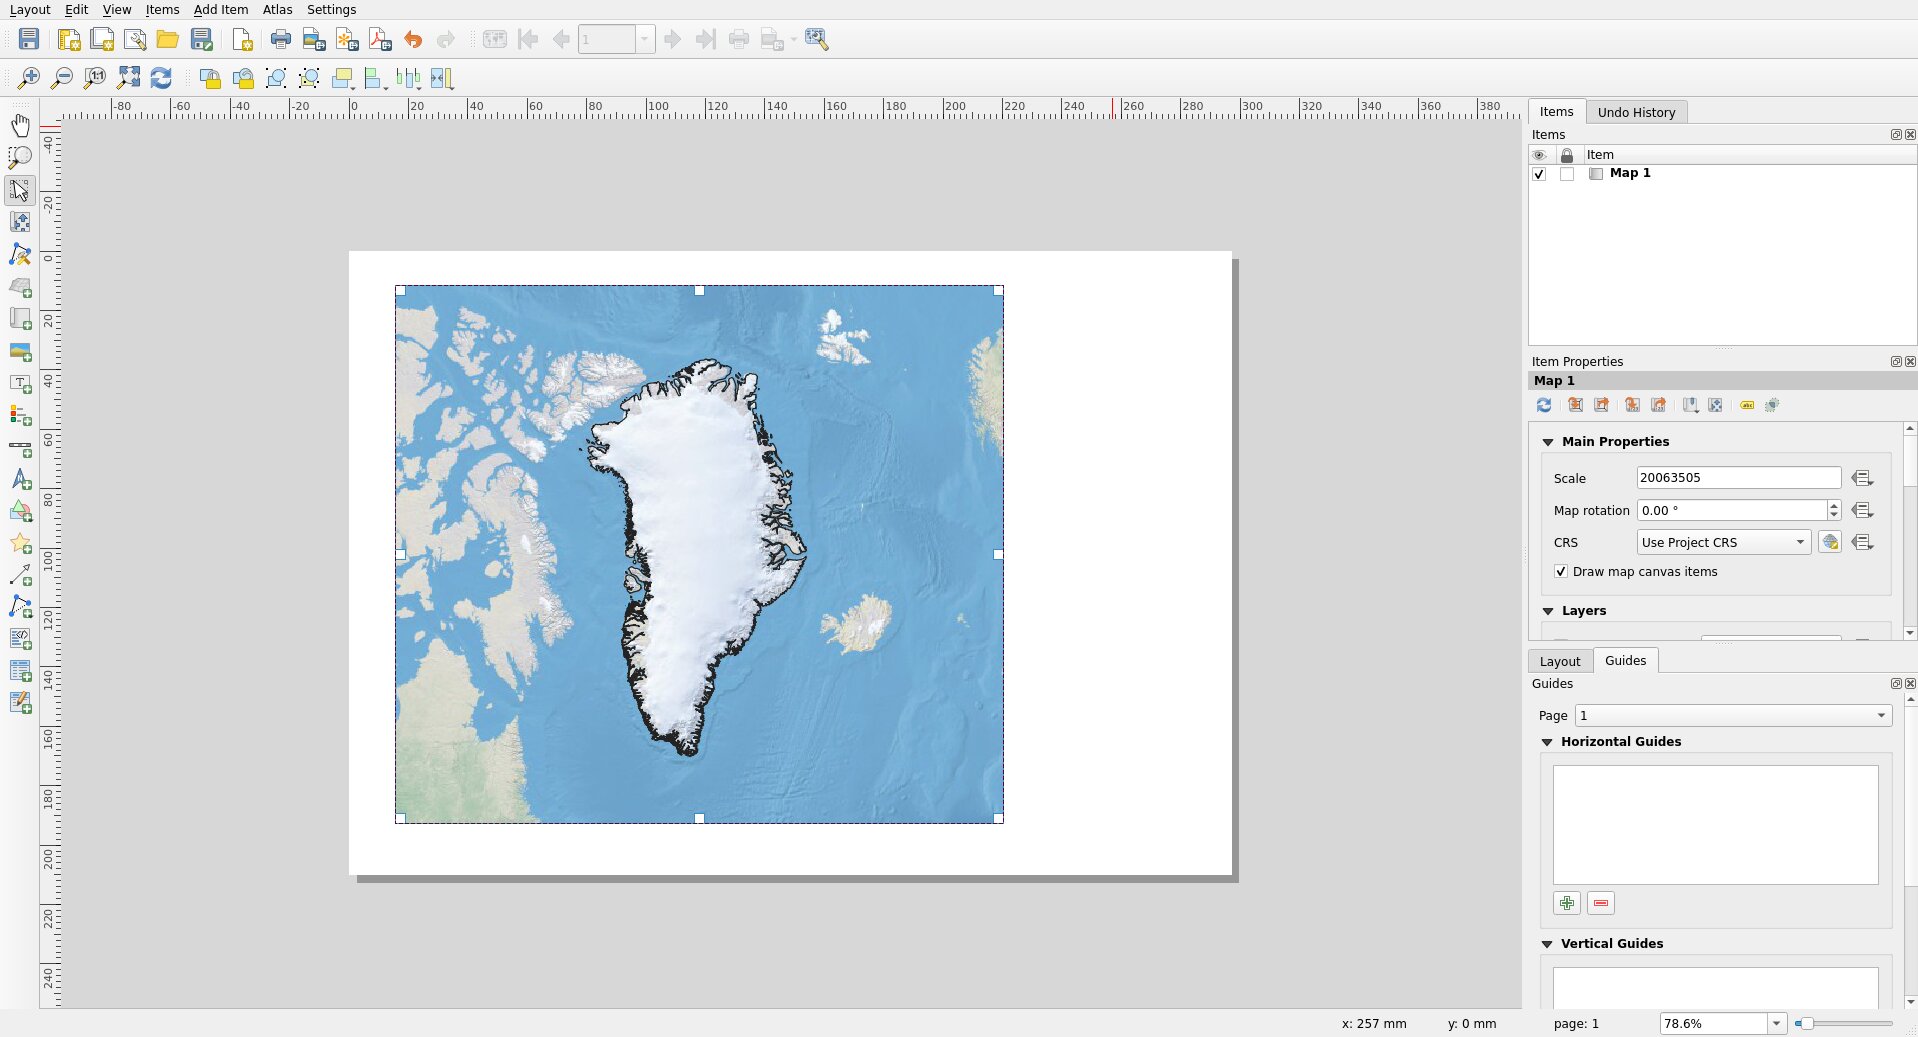 Layout Edit View Items Add Item Atlas Settings
1
1:1
-80 -60 -40 -20 0 20 40 60 80 100 120 140 160 180 200 220 240 260 280 300 320 340 360 380
-40
-20
0
20
40
60
80
100
120
140
160
180
200
220
240
Items Undo History
Items
Item
Map 1
Item Properties
Map 1
abc
Main Properties
Scale 20063505
Map rotation 0.00 °
CRS Use Project CRS
Draw map canvas items
Layers
Layout Guides
Guides
Page 1
Horizontal Guides
Vertical Guides
x: 257 mm y: 0 mm page: 1 78.6%